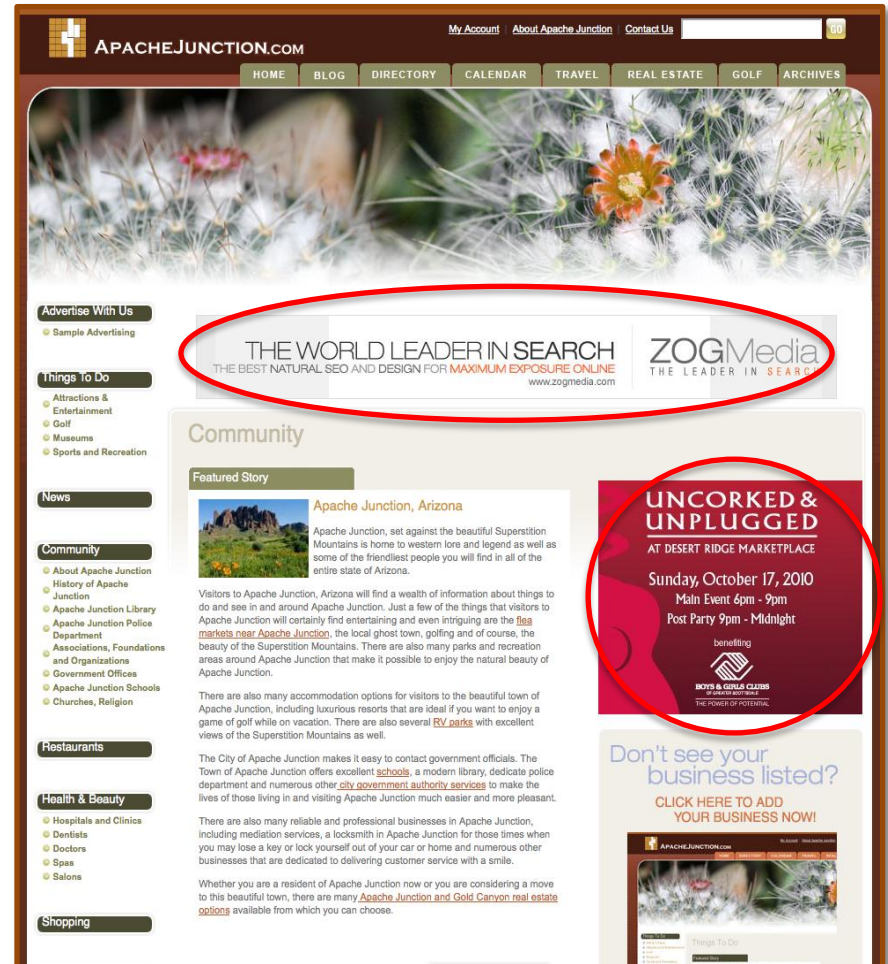 My Account | About Apache Junction | Contact Us
GO
APACHEJUNCTION.COM
HOME BLOG DIRECTORY CALENDAR TRAVEL REAL ESTATE GOLF ARCHIVES
Advertise With Us
Sample Advertising
Things To Do
Attractions &
Entertainment
Golf
Museums
Sports and Recreation
News
Community
About Apache Junction
History of Apache
Junction
Apache Junction Library
Apache Junction Police
Department
Associations, Foundations
and Organizations
Government Offices
Apache Junction Schools
Churches, Religion
Restaurants
Health & Beauty
Hospitals and Clinics
Dentists
Doctors
Spas
Salons
Shopping
THE WORLD LEADER IN SEARCH
THE BEST NATURAL SEO AND DESIGN FOR MAXIMUM EXPOSURE ONLINE
www.zogmedia.com
ZOGMedia
THE LEADER IN SEARCH
Community
Featured Story
Apache Junction, Arizona
Apache Junction, set against the beautiful Superstition
Mountains is home to western lore and legend as well as
some of the friendliest people you will find in all of the
entire state of Arizona.
Visitors to Apache Junction, Arizona will find a wealth of information about things to
do and see in and around Apache Junction. Just a few of the things that visitors to
Apache Junction will certainly find entertaining and even intriguing are the flea
markets near Apache Junction, the local ghost town, golfing and of course, the
beauty of the Superstition Mountains. There are also many parks and recreation
areas around Apache Junction that make it possible to enjoy the natural beauty of
Apache Junction.
There are also many accommodation options for visitors to the beautiful town of
Apache Junction, including luxurious resorts that are ideal if you want to enjoy a
game of golf while on vacation. There are also several RV parks with excellent
views of the Superstition Mountains as well.
The City of Apache Junction makes it easy to contact government officials. The
Town of Apache Junction offers excellent schools, a modern library, dedicate police
department and numerous other city government authority services to make the
lives of those living in and visiting Apache Junction much easier and more pleasant.
There are also many reliable and professional businesses in Apache Junction,
including mediation services, a locksmith in Apache Junction for those times when
you may lose a key or lock yourself out of your car or home and numerous other
businesses that are dedicated to delivering customer service with a smile.
Whether you are a resident of Apache Junction now or you are considering a move
to this beautiful town, there are many Apache Junction and Gold Canyon real estate
options available from which you can choose.
UNCORKED &
UNPLUGGED
AT DESERT RIDGE MARKETPLACE
Sunday, October 17, 2010
Main Event 6pm - 9pm
Post Party 9pm - Midnight
benefiting
BOYS & GIRLS CLUBS
OF GREATER SCOTTSDALE
THE POWER OF POTENTIAL
Don't see your
business listed?
CLICK HERE TO ADD
YOUR BUSINESS NOW!
APACHEJUNCTION.COM
Things To Do
Things To Do
Featured Story